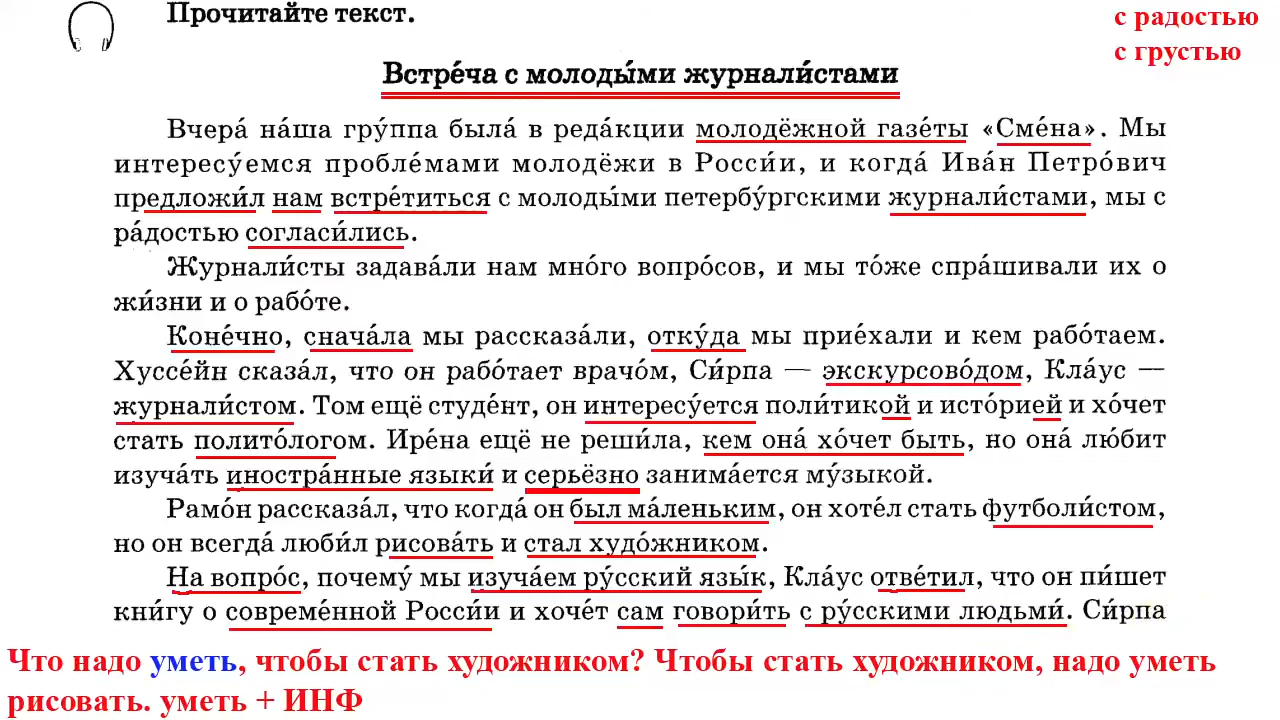 Прочитайте текст.
с радостью
с грустью
Встре́ча с молоды́ми журнали́стами
Вчера́ на́ша гру́ппа была́ в реда́кции молодёжной газе́ты «Сме́на». Мы
интересу́емся пробле́мами молодёжи в Росси́и, и когда́ Ива́н Петро́вич
предложи́л нам встре́титься с молоды́ми петербу́ргскими журнали́стами, мы с
ра́достью согласи́лись.
Журнали́сты задава́ли нам мно́го вопро́сов, и мы то́же спра́шивали их о
жи́зни и о рабо́те.
Коне́чно, снача́ла мы рассказа́ли, отку́да мы прие́хали и кем рабо́таем.
Хуссе́йн сказа́л, что он рабо́тает врачо́м, Си́рпа — экскурсово́дом, Кла́ус —
журнали́стом. Том ещё студе́нт, он интересу́ется поли́тикой и исто́рией и хо́чет
стать полито́логом. Ире́на ещё не реши́ла, кем она́ хо́чет быть, но она́ лю́бит
изуча́ть иностра́нные языки́ и серьёзно занима́ется му́зыкой.
Рамо́н рассказа́л, что когда́ он был ма́леньким, он хоте́л стать футболи́стом,
но он всегда́ люби́л рисова́ть и стал худо́жником.
На вопро́с, почему́ мы изуча́ем ру́сский язы́к, Кла́ус отве́тил, что он пи́шет
кни́гу о совреме́нной Росси́и и хоче́т сам говори́ть с ру́сскими людьми́. Си́рпа
Что надо уметь, чтобы стать художником? Чтобы стать художником, надо уметь
рисовать. уметь + ИНФ